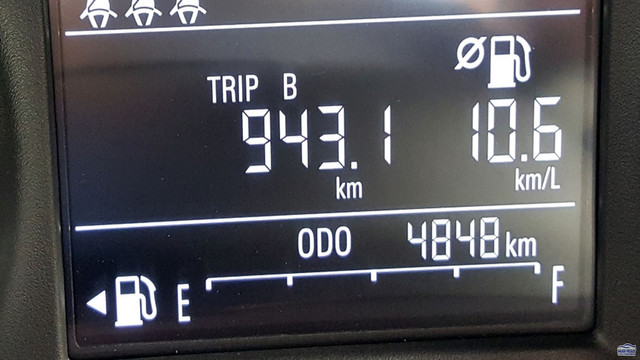 TRIP B
943.1 10.6
km km/L
ODO 4848 km
E F